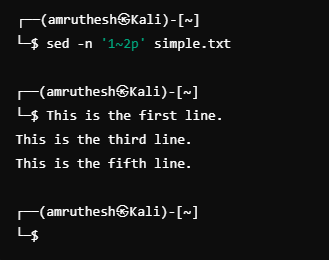 ┌──(amruthesh㉿Kali)-[~]
└─$ sed -n '1~2p' simple.txt
┌──(amruthesh㉿Kali)-[~]
└─$ This is the first line.
This is the third line.
This is the fifth line.
┌──(amruthesh㉿Kali)-[~]
└─$